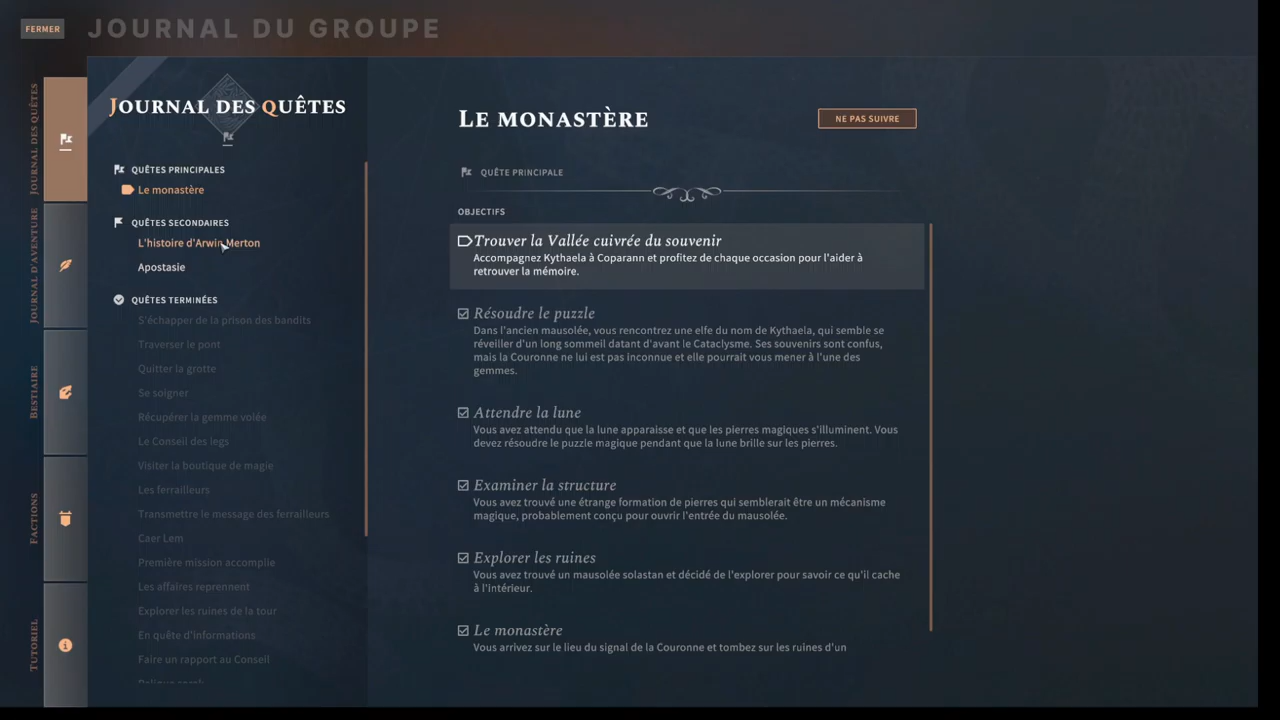 FERMER
JOURNAL DU GROUPE
JOURNAL DES QUÊTES
JOURNAL D'AVENTURE
BESTIAIRE
FACTIONS
TUTORIEL
JOURNAL DES QUÊTES
QUÊTES PRINCIPALES
Le monastère
QUÊTES SECONDAIRES
L'histoire d'Arwin Merton
Apostasie
QUÊTES TERMINÉES
S'échapper de la prison des bandits
Traverser le pont
Quitter la grotte
Se soigner
Récupérer la gemme volée
Le Conseil des legs
Visiter la boutique de magie
Les ferrailleurs
Transmettre le message des ferrailleurs
Caer Lem
Première mission accomplie
Les affaires reprennent
Explorer les ruines de la tour
En quête d'informations
Faire un rapport au Conseil
LE MONASTÈRE
NE PAS SUIVRE
QUÊTE PRINCIPALE
OBJECTIFS
Trouver la Vallée cuivrée du souvenir
Accompagnez Kythaela à Coparann et profitez de chaque occasion pour l'aider à
retrouver la mémoire.
Résoudre le puzzle
Dans l'ancien mausolée, vous rencontrez une elfe du nom de Kythaela, qui semble se
réveiller d'un long sommeil datant d'avant le Cataclysme. Ses souvenirs sont confus,
mais la Couronne ne lui est pas inconnue et elle pourrait vous mener à l'une des
gemmes.
Attendre la lune
Vous avez attendu que la lune apparaisse et que les pierres magiques s'illuminent. Vous
devez résoudre le puzzle magique pendant que la lune brille sur les pierres.
Examiner la structure
Vous avez trouvé une étrange formation de pierres qui semblerait être un mécanisme
magique, probablement conçu pour ouvrir l'entrée du mausolée.
Explorer les ruines
Vous avez trouvé un mausolée solastan et décidé de l'explorer pour savoir ce qu'il cache
à l'intérieur.
Le monastère
Vous arrivez sur le lieu du signal de la Couronne et tombez sur les ruines d'un